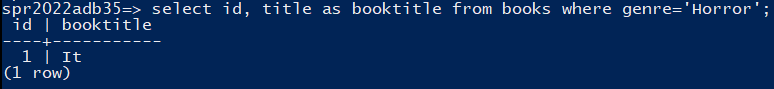 spr2022adb35=> select id, title as booktitle from books where genre='Horror';
 id | booktitle
----+-----------
  1 | It
(1 row)